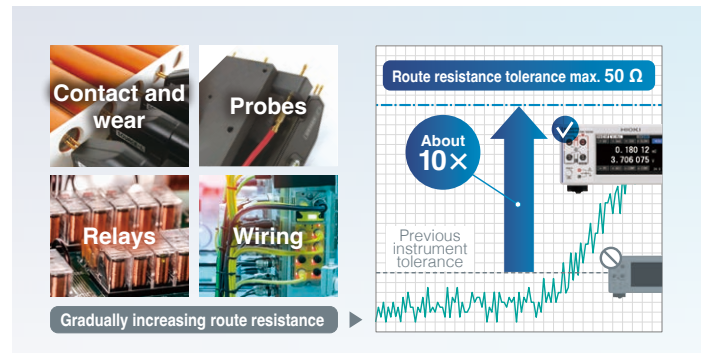 Contact and
wear
Probes
Relays
Wiring
Gradually increasing route resistance
Route resistance tolerance max. 50 Ω
About
10×
HIOKI
0. 180 12
3. 706 075
Previous
instrument
tolerance